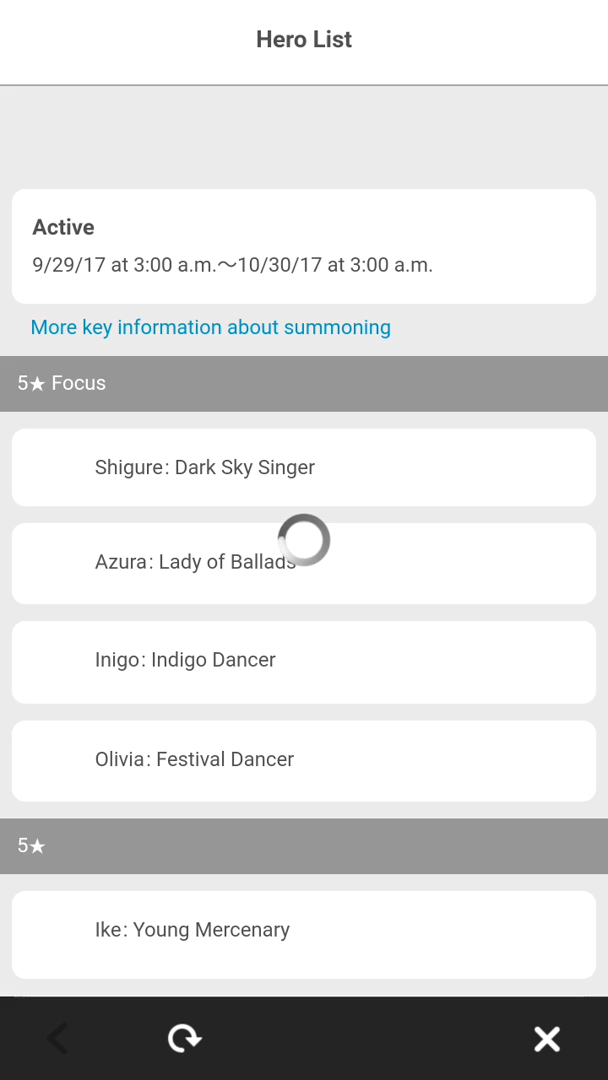 Hero List
Active
9/29/17 at 3:00 a.m.～10/30/17 at 3:00 a.m.
More key information about summoning
5★ Focus
Shigure: Dark Sky Singer
Azura: Lady of Ballads
Inigo: Indigo Dancer
Olivia: Festival Dancer
5★
Ike: Young Mercenary